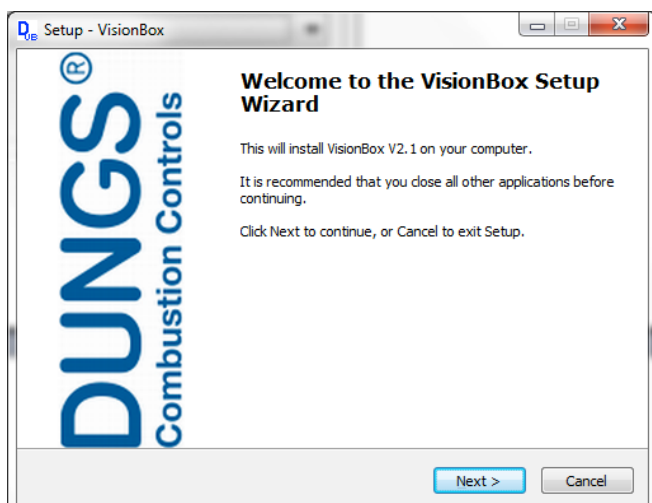 Setup - VisionBox
DUNGS®
Combustion Controls
Welcome to the VisionBox Setup
Wizard
This will install VisionBox V2.1 on your computer.
It is recommended that you close all other applications before
continuing.
Click Next to continue, or Cancel to exit Setup.
Next >
Cancel